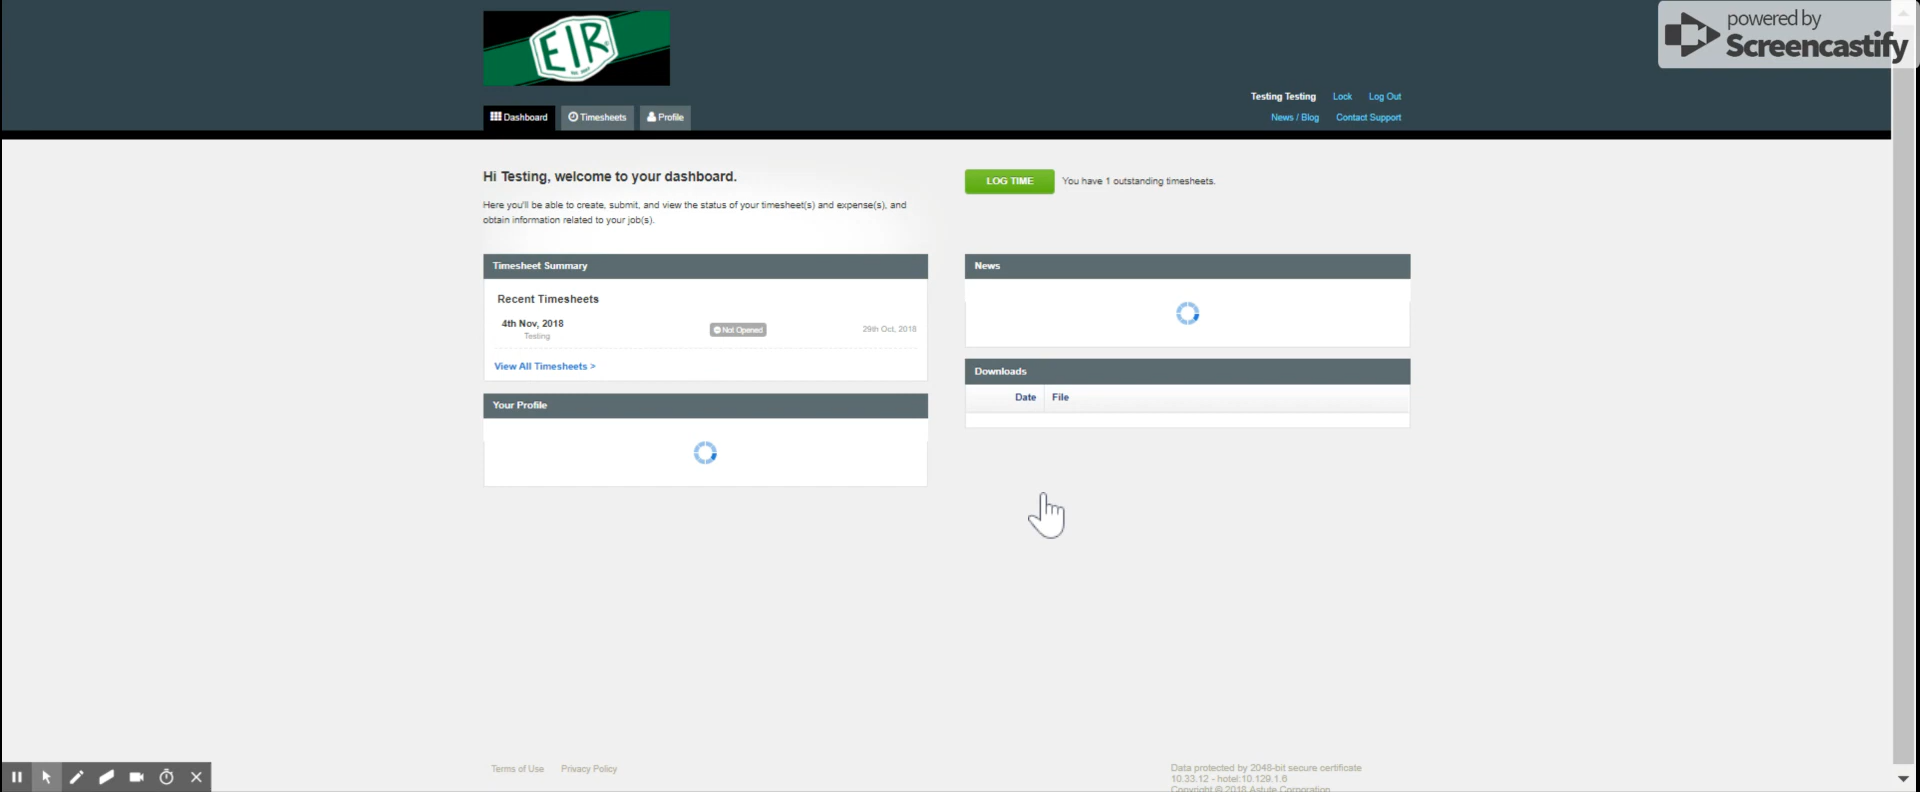 EIR
powered by
Screencastify
Testing Testing Lock Log Out
Dashboard Timesheets Profile
News / Blog Contact Support
Hi Testing, welcome to your dashboard.
LOG TIME
You have 1 outstanding timesheets.
Here you'll be able to create, submit, and view the status of your timesheet(s) and expense(s), and
obtain information related to your job(s).
Timesheet Summary
News
Recent Timesheets
4th Nov, 2018
Not Opened
29th Oct, 2018
Testing
View All Timesheets >
Downloads
Date File
Your Profile
Terms of Use Privacy Policy
Data protected by 2048-bit secure certificate
10.33.12 - hotel:10.129.1.6
Copyright © 2018 Astute Corporation